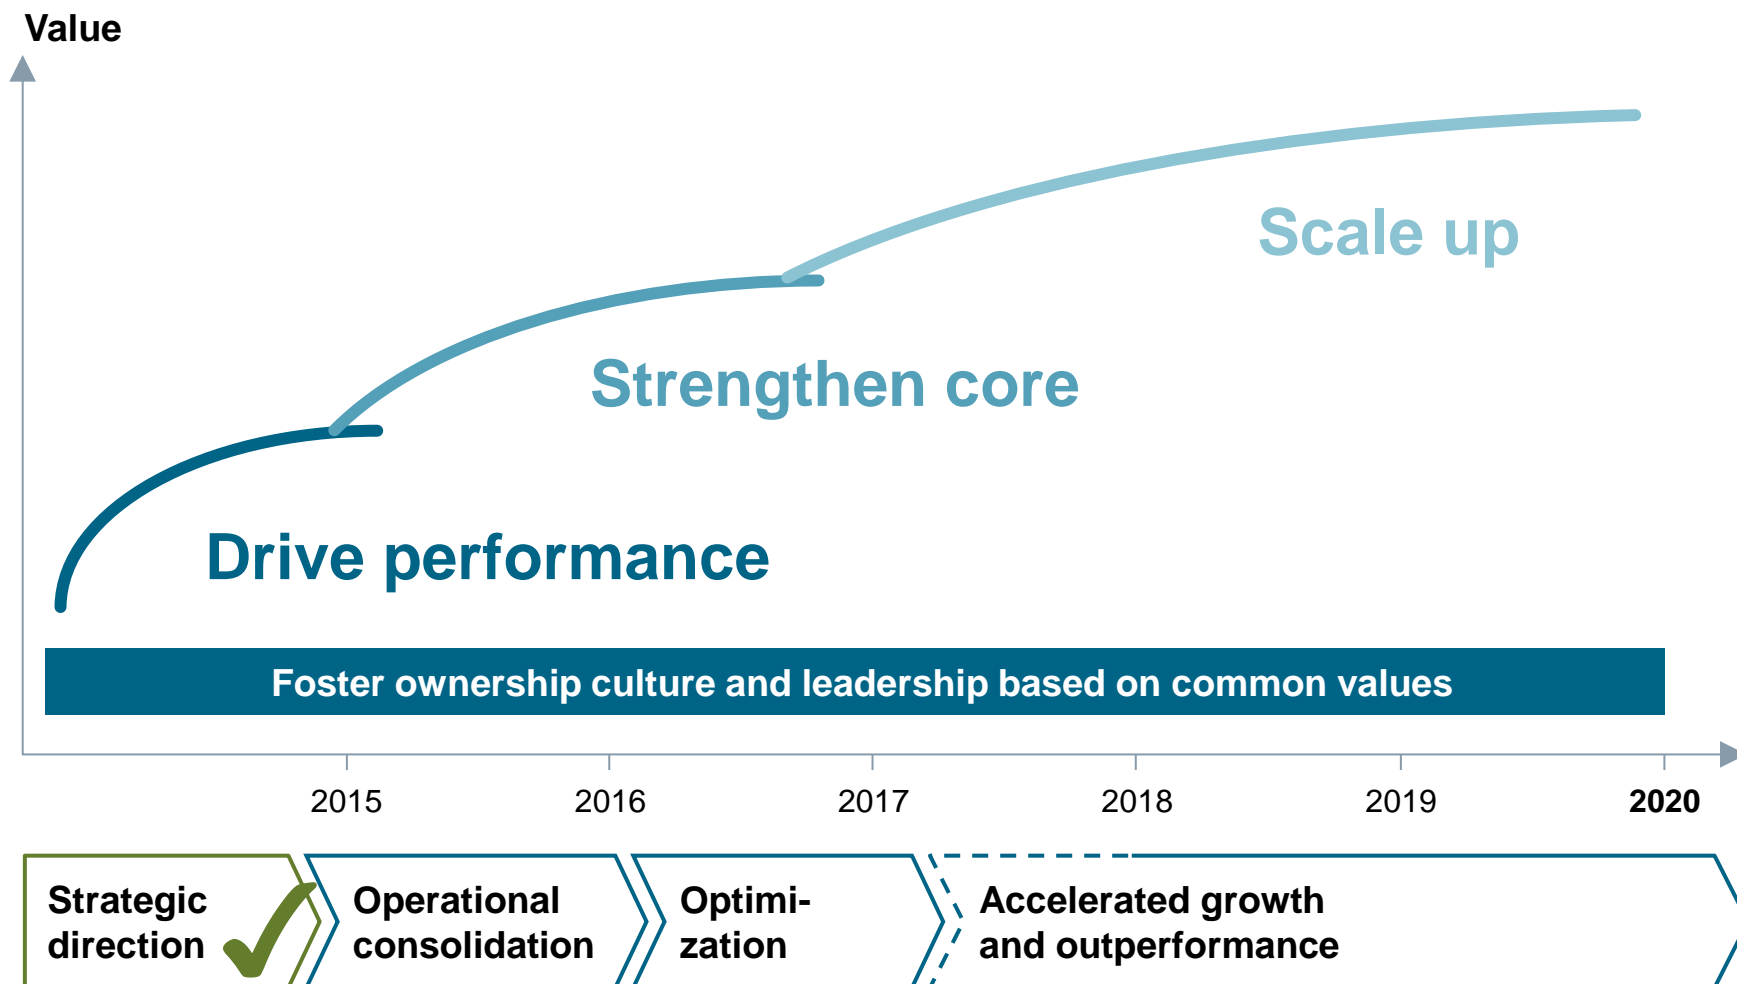 Value
Scale up
Strengthen core
Drive performance
Foster ownership culture and leadership based on common values
2015 2016 2017 2018 2019 2020
Strategic
direction
Operational
consolidation
Optimi-
zation
Accelerated growth
and outperformance